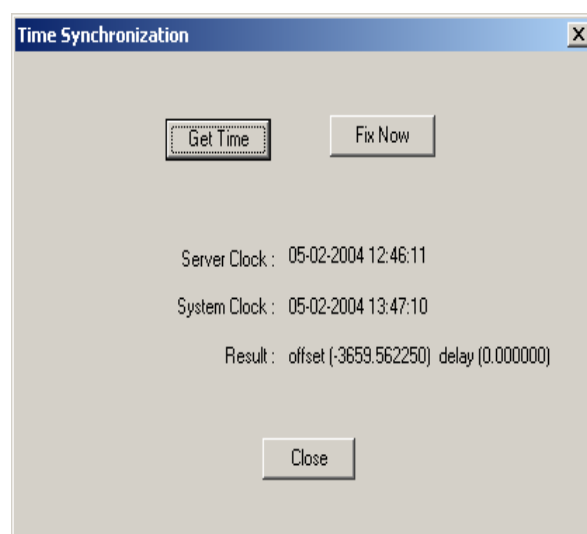 Time Synchronization
Get Time Fix Now
Server Clock : 05-02-2004 12:46:11
System Clock : 05-02-2004 13:47:10
Result : offset (-3659.562250) delay (0.000000)
Close